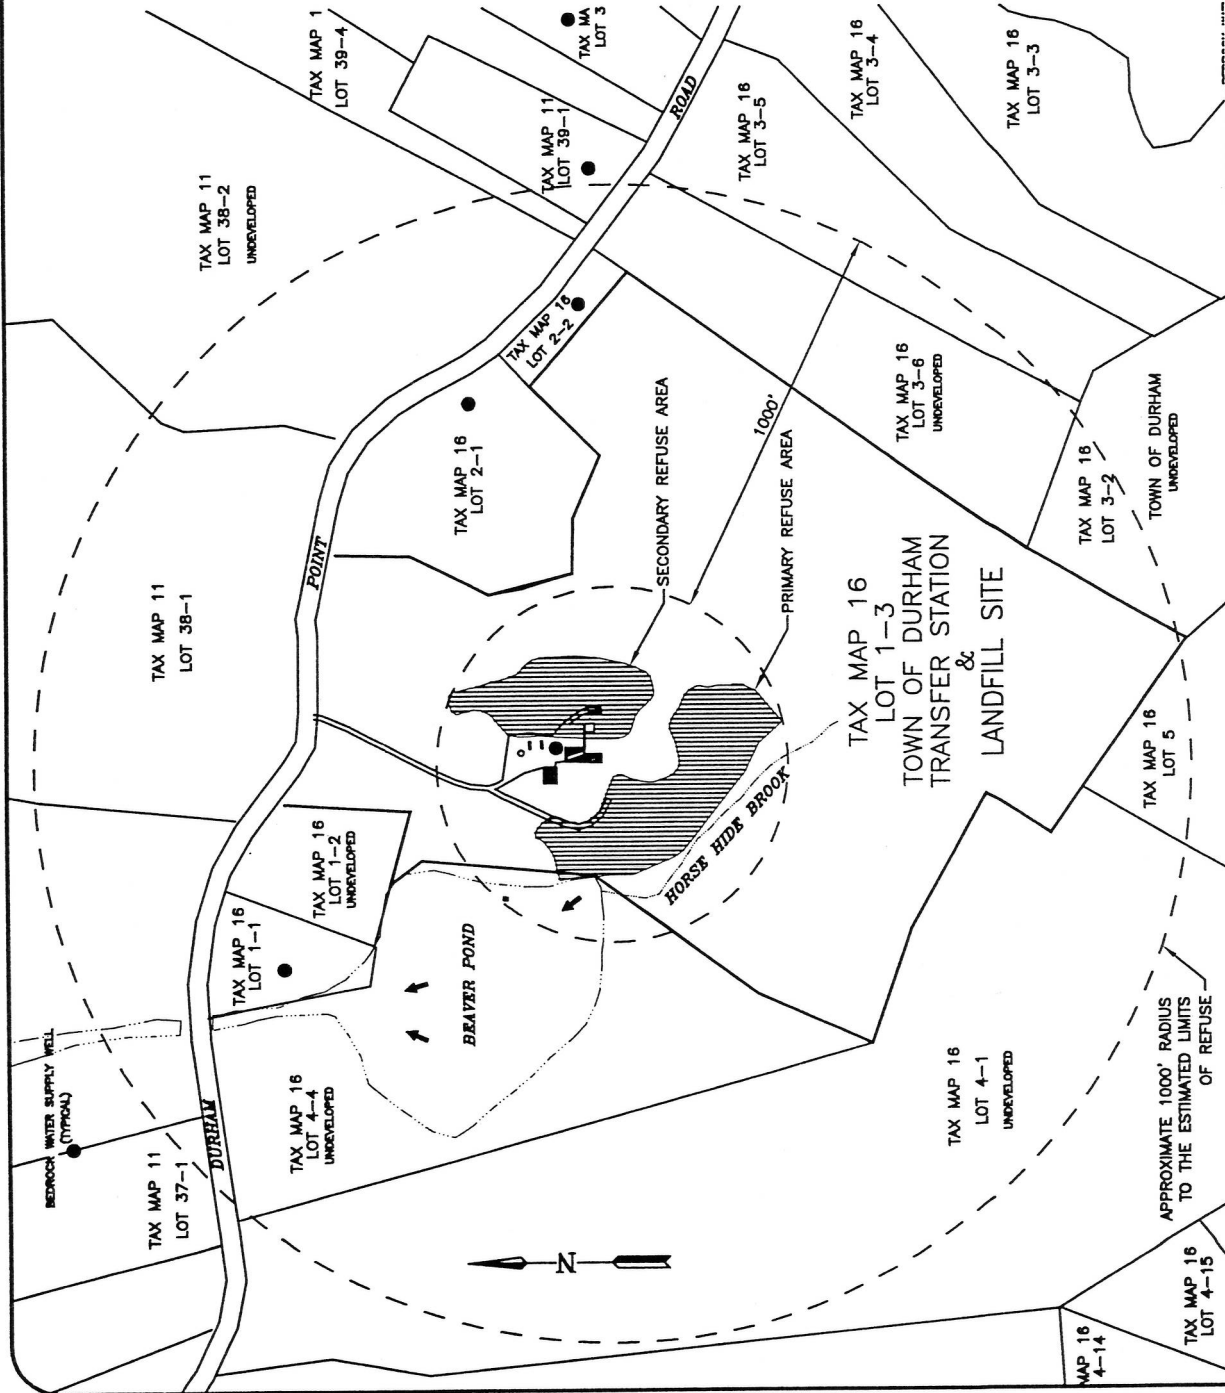 TAX MAP 1
LOT 39-4
TAX MA
LOT 3
TAX MAP 16
LOT 3-4
TAX MAP 16
LOT 3-3
TAX MAP 11
LOT 38-2
UNDEVELOPED
TAX MAP 11
LOT 39-1
ROAD
TAX MAP 16
LOT 3-5
TAX MAP 16
LOT 2-2
TAX MAP 16
LOT 2-1
SECONDARY REFUSE AREA
1000'
PRIMARY REFUSE AREA
TAX MAP 16
LOT 3-6
UNDEVELOPED
TAX MAP 16
LOT 3-2
TOWN OF DURHAM
UNDEVELOPED
TAX MAP 11
LOT 38-1
POINT
TAX MAP 16
LOT 1-3
TOWN OF DURHAM
TRANSFER STATION
&
LANDFILL SITE
TAX MAP 16
LOT 5
TAX MAP 16
LOT 1-2
UNDEVELOPED
TAX MAP 16
LOT 1-1
HORSE HIDE BROOK
BEAVER POND
BEDROCK WATER SUPPLY WELL
(TYPICAL)
TAX MAP 11
LOT 37-1
DURHAM
TAX MAP 16
LOT 4-4
UNDEVELOPED
TAX MAP 16
LOT 4-1
UNDEVELOPED
APPROXIMATE 1000' RADIUS
TO THE ESTIMATED LIMITS
OF REFUSE
N
MAP 16
4-14
TAX MAP 16
LOT 4-15